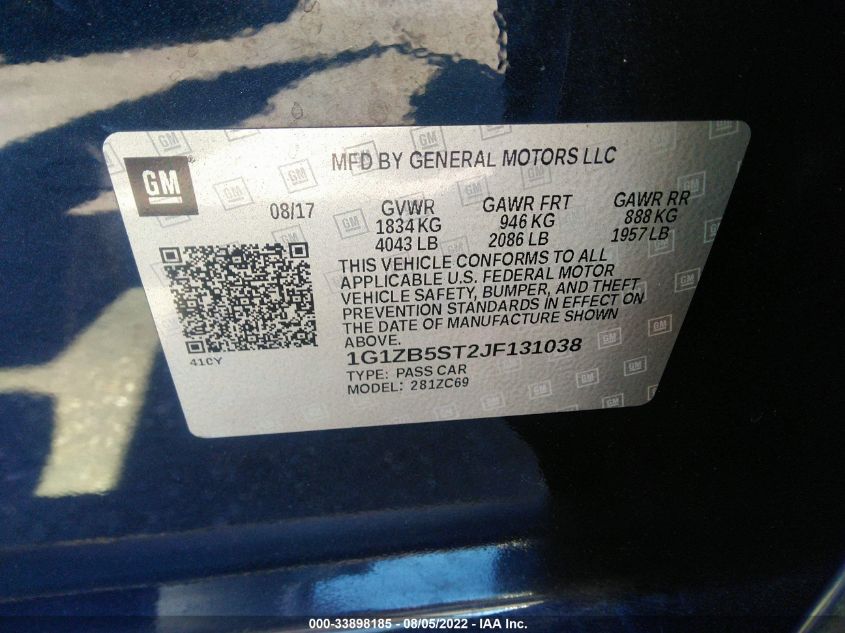 GM
MFD BY GENERAL MOTORS LLC
08/17
GVWR
1834 KG
4043 LB
GAWR FRT
946 KG
2086 LB
GAWR RR
888 KG
1957 LB
THIS VEHICLE CONFORMS TO ALL
APPLICABLE U.S. FEDERAL MOTOR
VEHICLE SAFETY, BUMPER, AND THEFT
PREVENTION STANDARDS IN EFFECT ON
THE DATE OF MANUFACTURE SHOWN
ABOVE.
41CY
1G1ZB5ST2JF131038
TYPE: PASS CAR
MODEL: 281ZC69
000-33898185 - 08/05/2022 - IAA Inc.